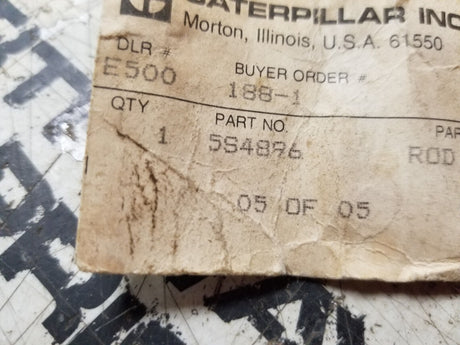 CATERPILLAR INC
Morton, Illinois, U.S.A. 61550
DLR # BUYER ORDER #
E500 188-1
QTY PART NO. PAR
1 5S4896 ROD
05 OF 05